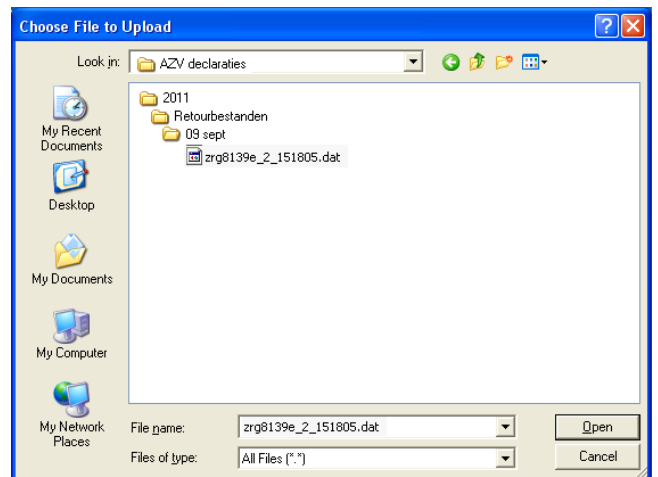 Choose File to Upload
Look in:
AZV declaraties
My Recent
Documents
Desktop
My Documents
My Computer
My Network
Places
2011
Retourbestanden
09 sept
zrg8139e_2_151805.dat
File name:
zrg8139e_2_151805.dat
Open
Files of type:
All Files (*.*)
Cancel